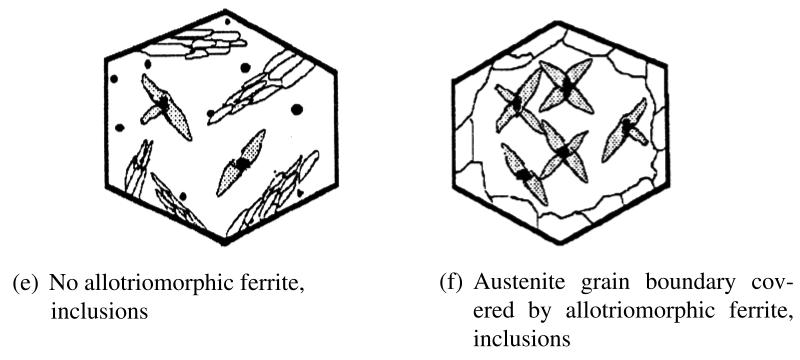 (e) No allotriomorphic ferrite,
inclusions
(f) Austenite grain boundary cov-
ered by allotriomorphic ferrite,
inclusions